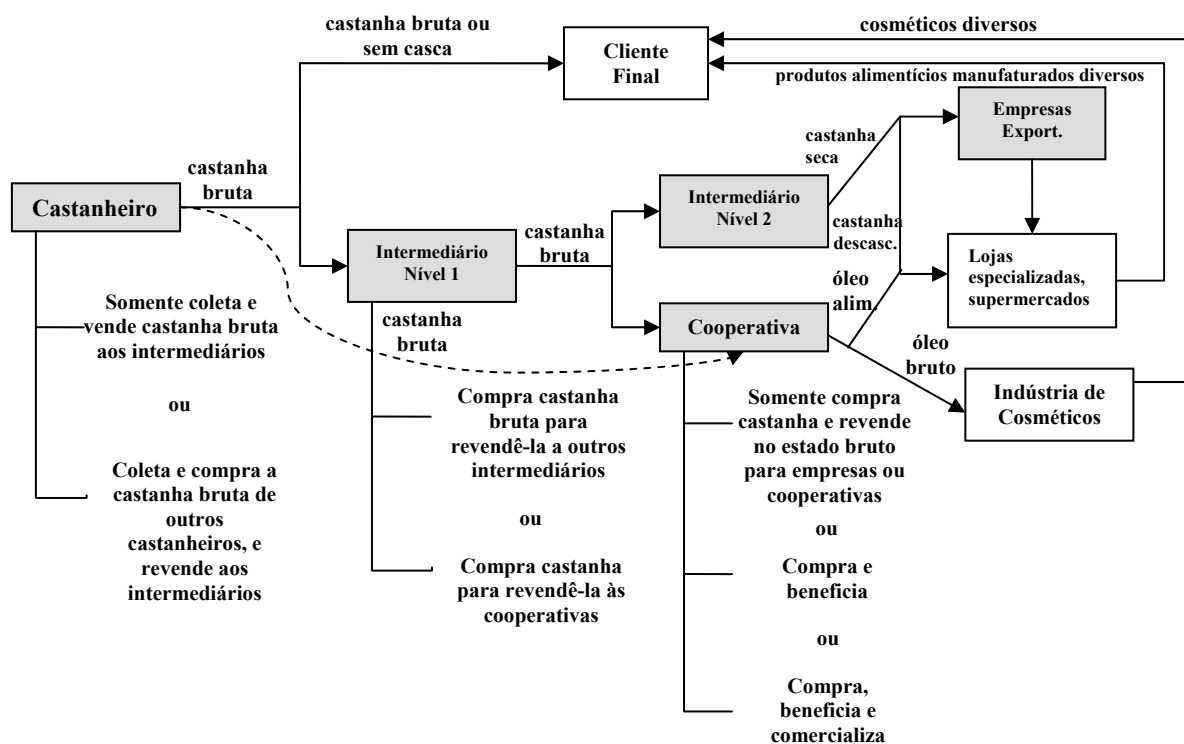 castanha bruta ou
sem casca
Cliente
Final
cosméticos diversos
produtos alimentícios manufaturados diversos
Empresas
Export.
castanha
seca
castanha
bruta
Castanheiro
Intermediário
Nível 2
castanha
descasc.
castanha
bruta
Intermediário
Nível 1
Lojas
especializadas,
supermercados
óleo
alim.
castanha
bruta
Cooperativa
óleo
bruto
Indústria de
Cosméticos
Somente coleta e
vende castanha bruta
aos intermediários
ou
Coleta e compra a
castanha bruta de
outros
castanheiros, e
revende aos
intermediários
Compra castanha
bruta para
revendê-la a outros
intermediários
ou
Compra castanha
para revendê-la às
cooperativas
Somente compra
castanha e revende
no estado bruto
para empresas ou
cooperativas
ou
Compra e
beneficia
ou
Compra,
beneficia e
comercializa